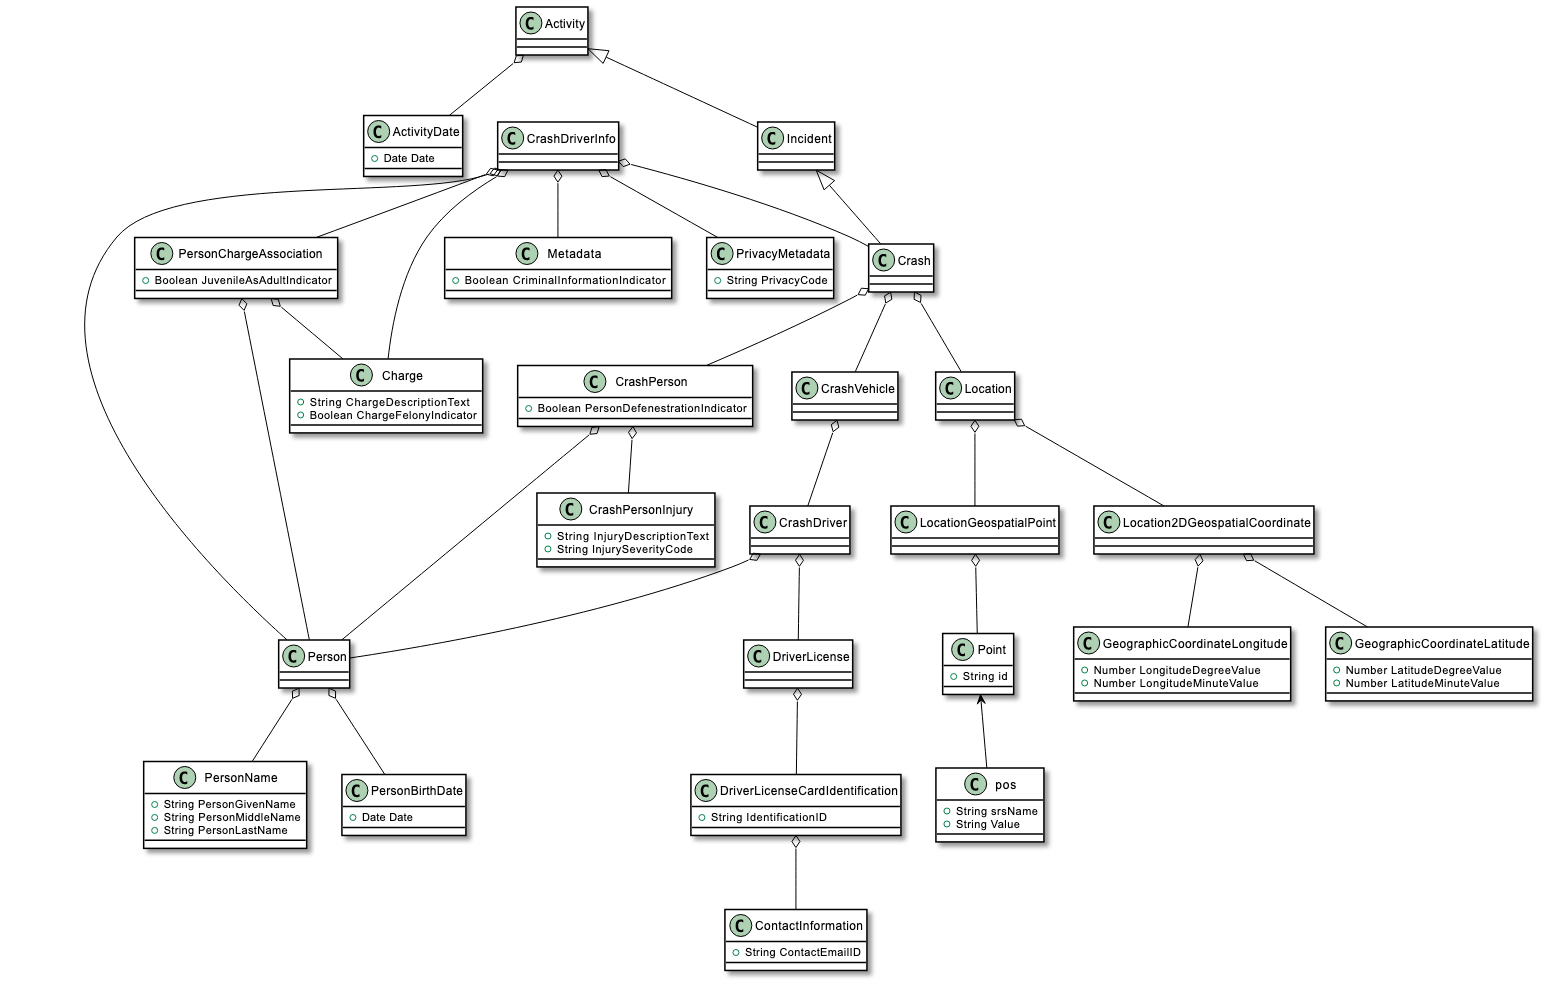 C Activity
C ActivityDate
Date Date
C CrashDriverInfo
C Incident
C PersonChargeAssociation
Boolean JuvenileAsAdultIndicator
C Metadata
Boolean CriminalInformationIndicator
C PrivacyMetadata
String PrivacyCode
C Crash
C Charge
String ChargeDescriptionText
Boolean ChargeFelonyIndicator
C CrashPerson
Boolean PersonDefenestrationIndicator
C CrashVehicle
C Location
C CrashPersonInjury
String InjuryDescriptionText
String InjurySeverityCode
C CrashDriver
C LocationGeospatialPoint
C Location2DGeospatialCoordinate
C Person
C DriverLicense
C Point
String id
C GeographicCoordinateLongitude
Number LongitudeDegreeValue
Number LongitudeMinuteValue
C GeographicCoordinateLatitude
Number LatitudeDegreeValue
Number LatitudeMinuteValue
C PersonName
String PersonGivenName
String PersonMiddleName
String PersonLastName
C PersonBirthDate
Date Date
C DriverLicenseCardIdentification
String IdentificationID
C pos
String srsName
String Value
C ContactInformation
String ContactEmailID